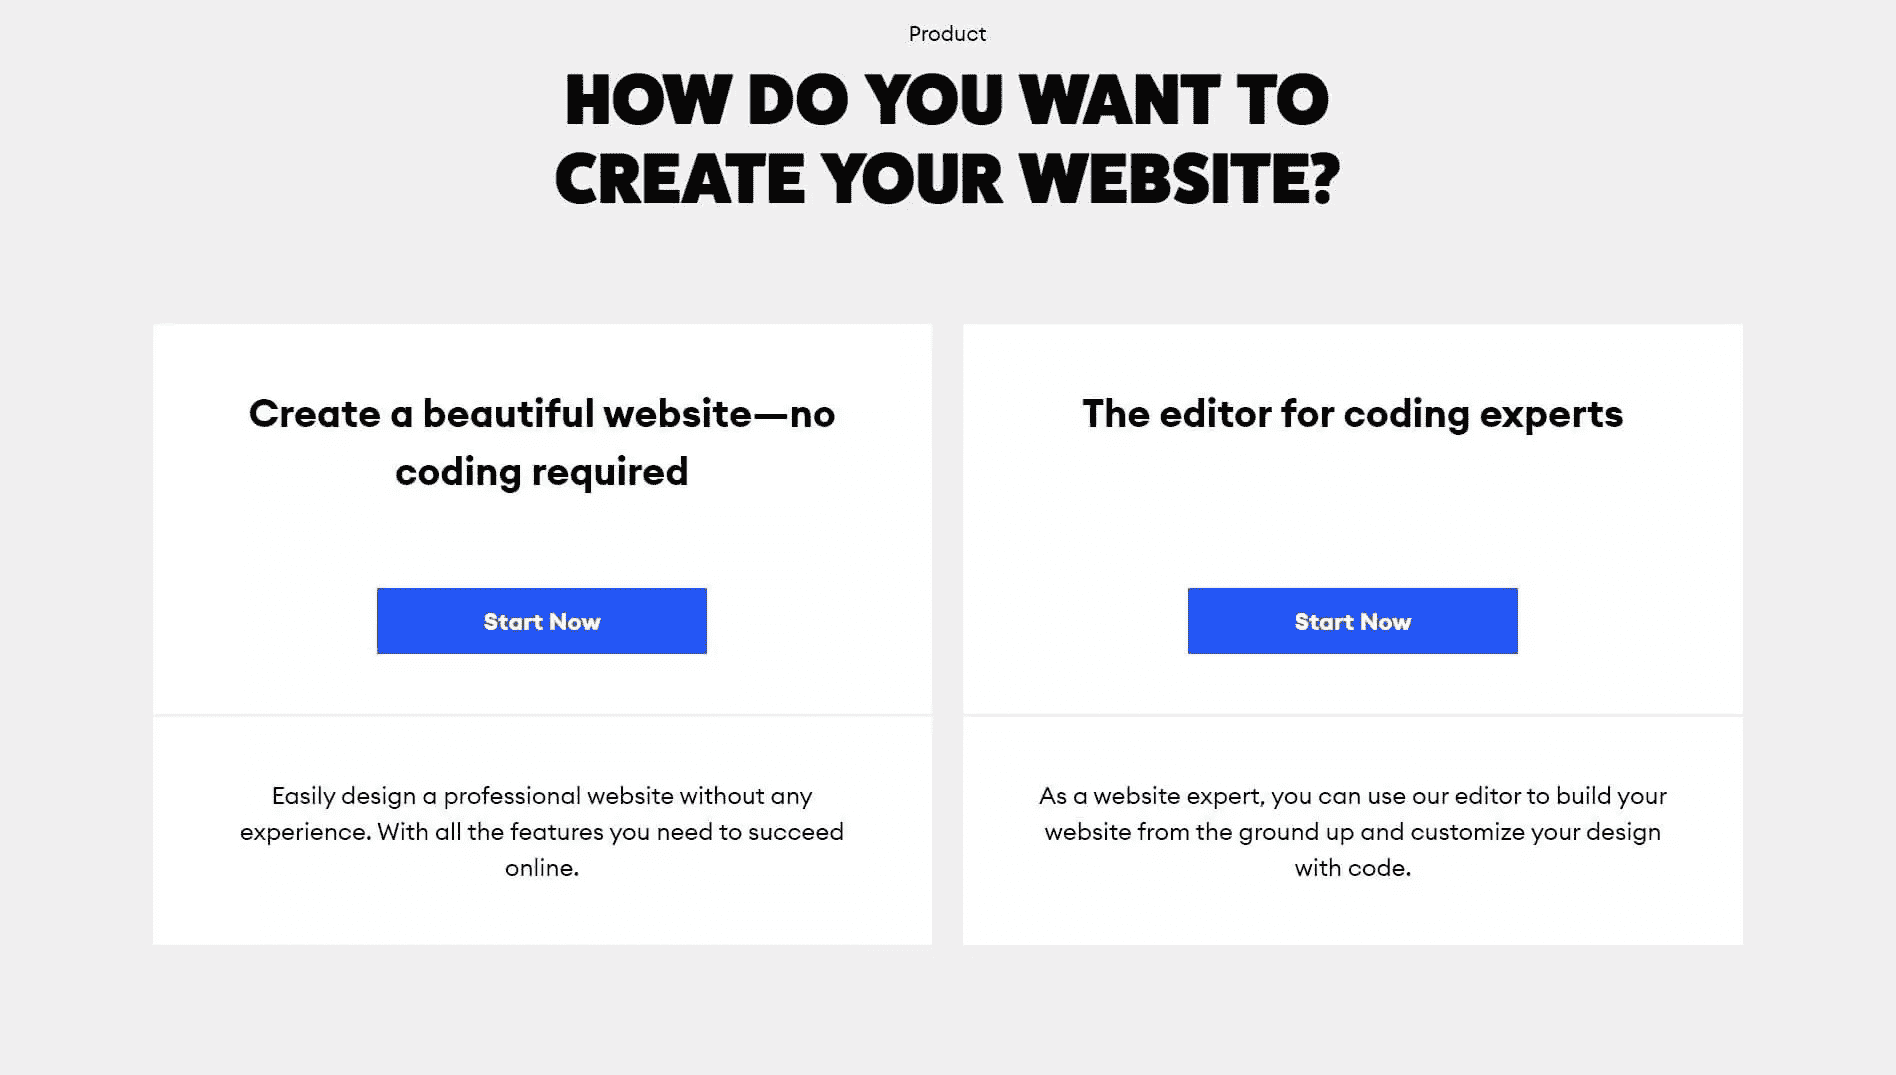 Product
HOW DO YOU WANT TO
CREATE YOUR WEBSITE?
Create a beautiful website—no
coding required
Start Now
Easily design a professional website without any
experience. With all the features you need to succeed
online.
The editor for coding experts
Start Now
As a website expert, you can use our editor to build your
website from the ground up and customize your design
with code.